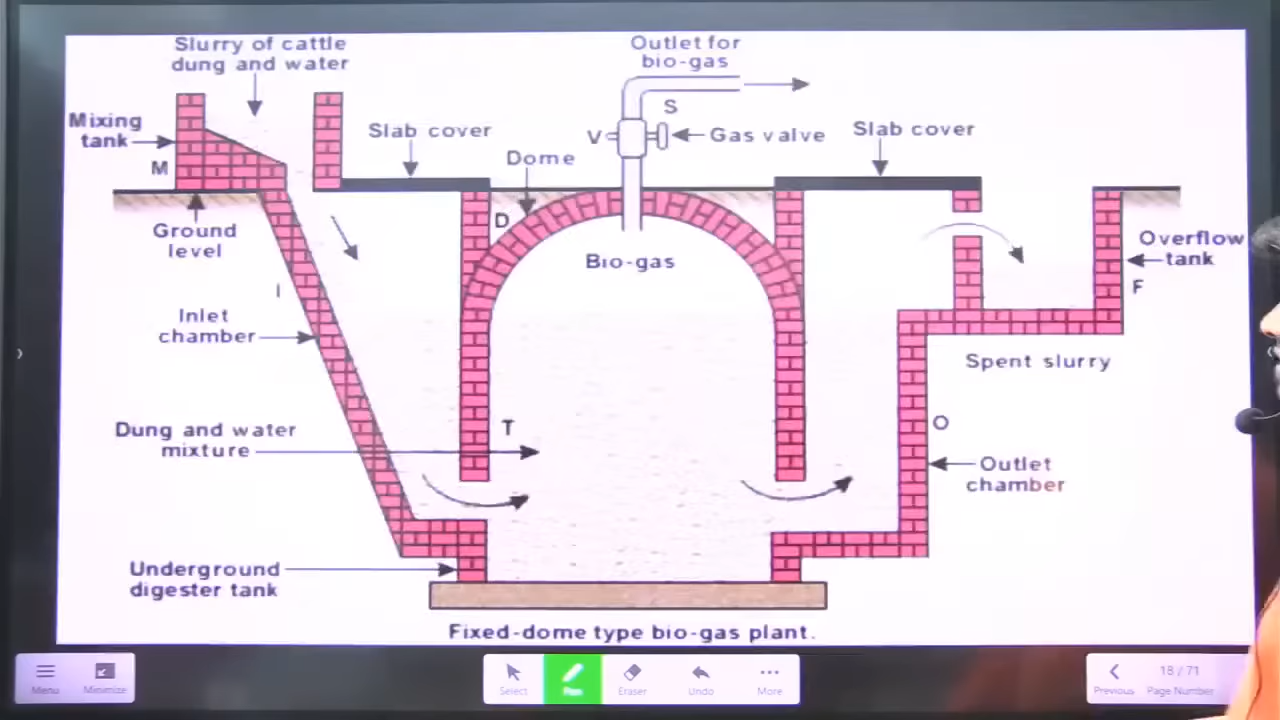 Slurry of cattle
dung and water
Outlet for
bio-gas
S
Mixing
tank
M
Slab cover
V
Gas valve
Slab cover
Dome
D
Ground
level
Bio-gas
Overflow
tank
F
I
Inlet
chamber
Spent slurry
Dung and water
mixture
T
O
Outlet
chamber
Underground
digester tank
Fixed-dome type bio-gas plant.
Menu
Minimize
Select
Pen
Eraser
Undo
More
Previous
18 / 71
Page Number